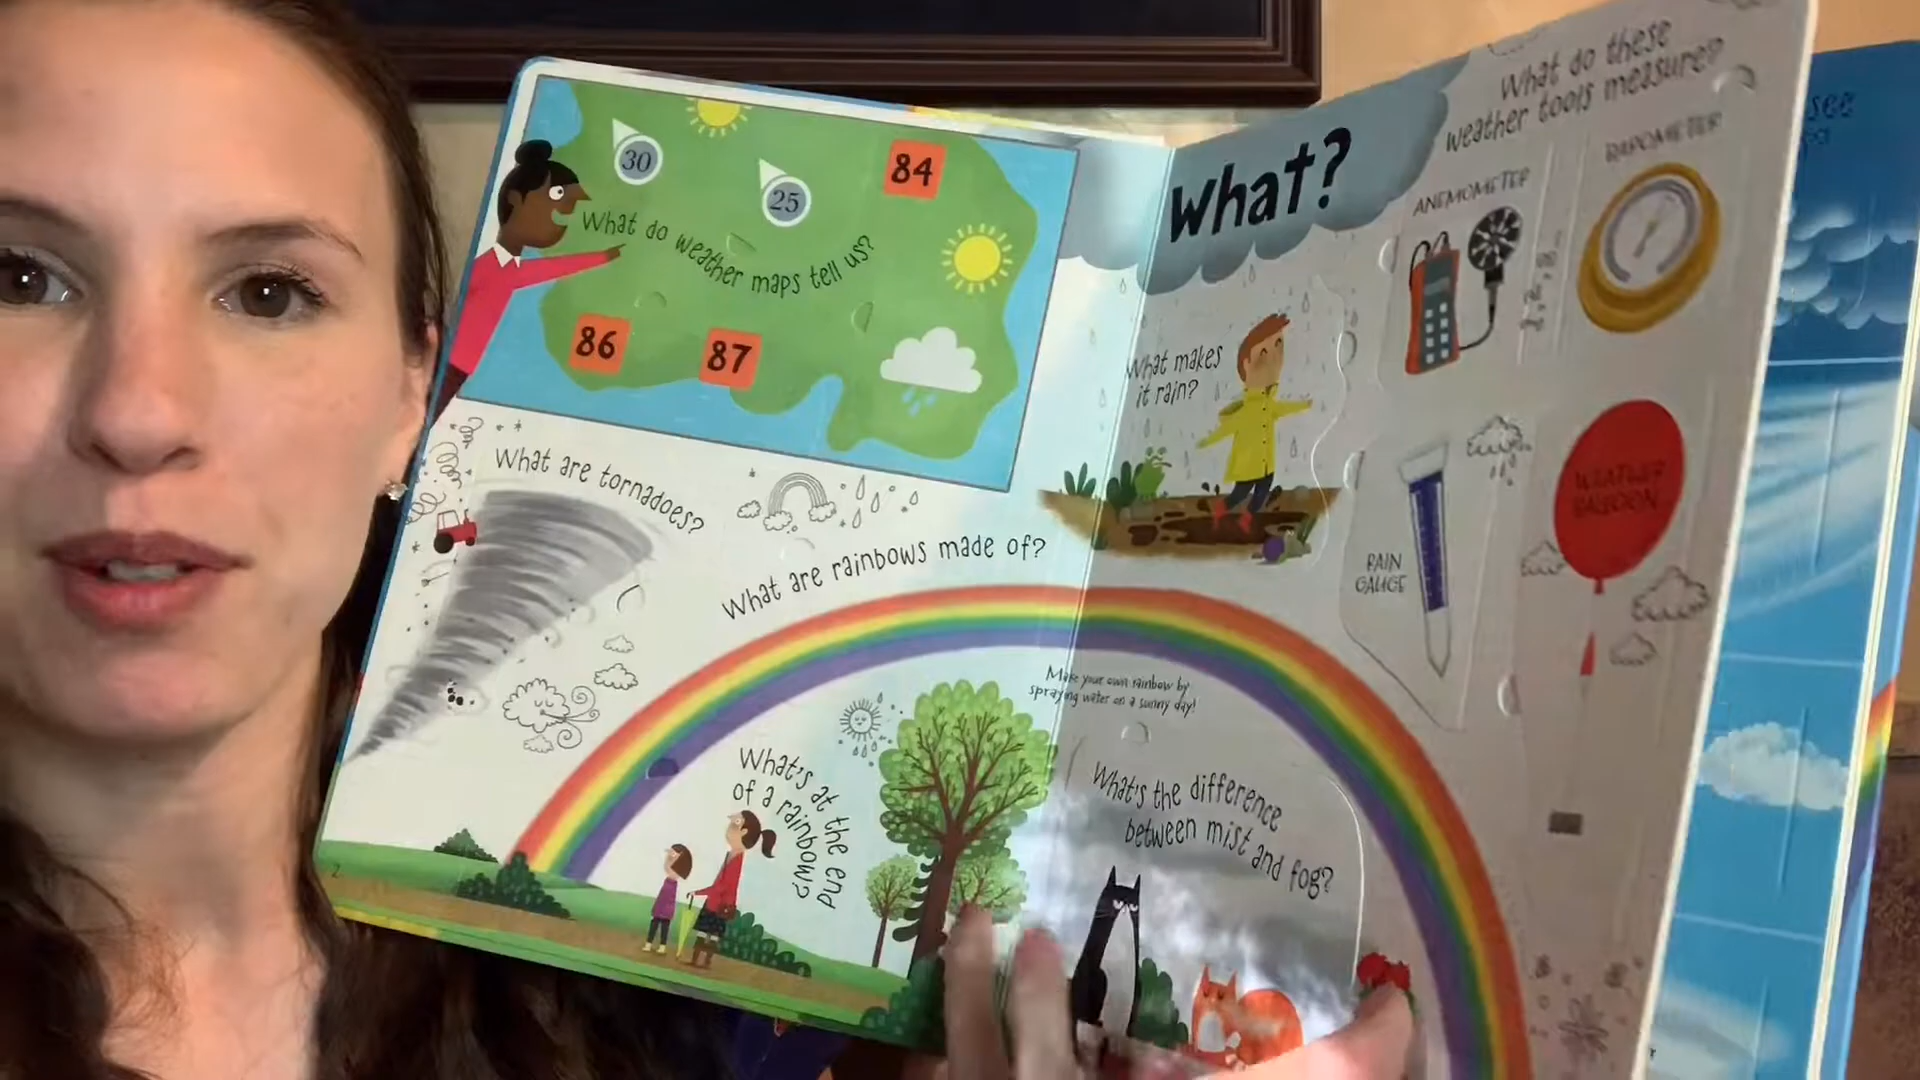 30
25
84
What do weather maps tell us?
86
87
What are tornadoes?
What are rainbows made of?
What's at the end
of a rainbow?
2
What?
What makes
it rain?
What do these
weather tools measure?
ANEMOMETER
BAROMETER
RAIN
GAUGE
WEATHER
BALLOON
Make your own rainbow by
spraying water on a sunny day!
What's the difference
between mist and fog?
see